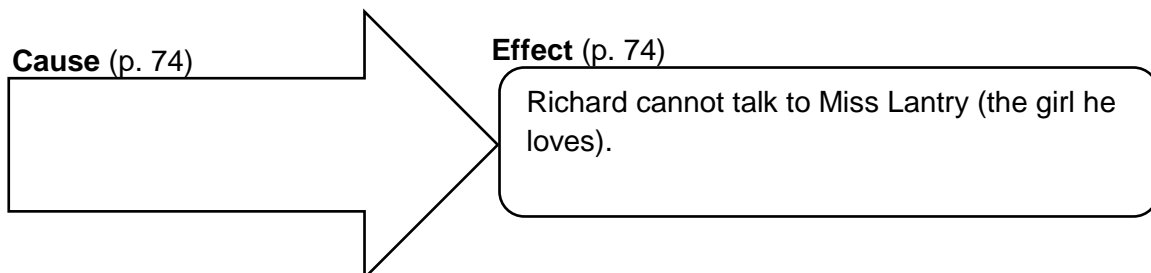 Cause (p. 74)
Effect (p. 74)
Richard cannot talk to Miss Lantry (the girl he
loves).